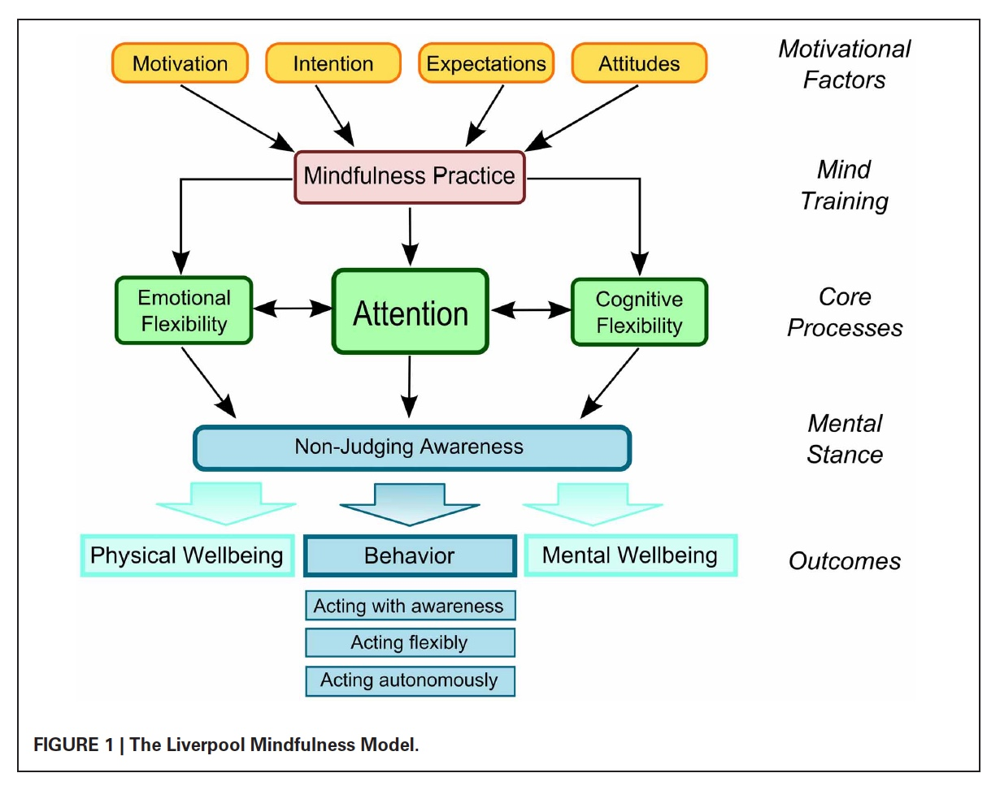 Motivation
Intention
Expectations
Attitudes
Motivational
Factors
Mindfulness Practice
Mind
Training
Emotional
Flexibility
Attention
Cognitive
Flexibility
Core
Processes
Non-Judging Awareness
Mental
Stance
Physical Wellbeing
Behavior
Mental Wellbeing
Outcomes
Acting with awareness
Acting flexibly
Acting autonomously
FIGURE 1 | The Liverpool Mindfulness Model.